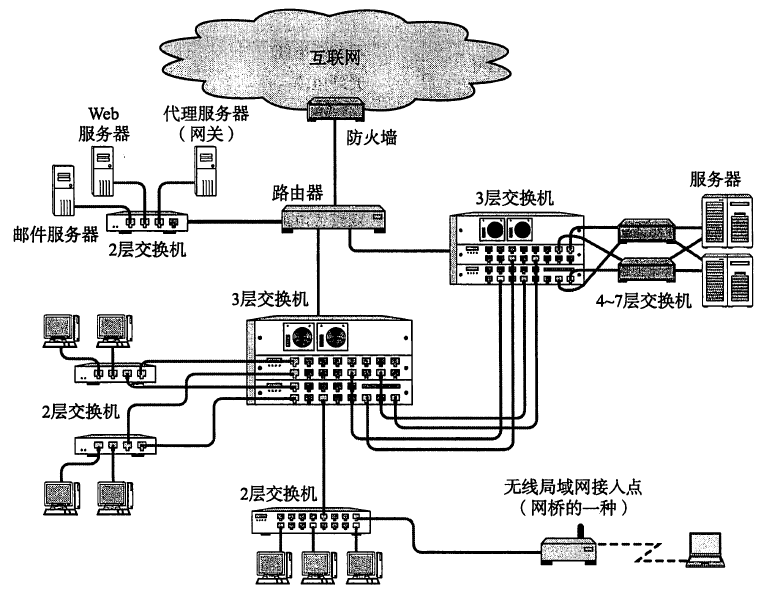 互联网
防火墙
Web
服务器
代理服务器
（网关）
邮件服务器
2层交换机
路由器
3层交换机
服务器
4~7层交换机
3层交换机
2层交换机
2层交换机
无线局域网接入点
（网桥的一种）